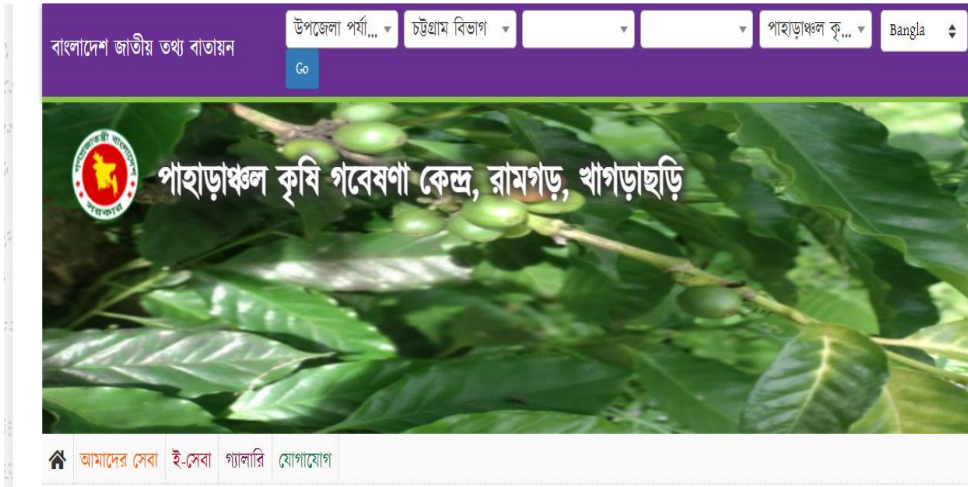 বাংলাদেশ জাতীয় তথ্য বাতায়ন
উপজেলা পর্যা... চট্টগ্রাম বিভাগ পাহাড়াঞ্চল কৃ... Bangla
Go
পাহাড়াঞ্চল কৃষি গবেষণা কেন্দ্র, রামগড়, খাগড়াছড়ি
আমাদের সেবা ই-সেবা গ্যালারি যোগাযোগ